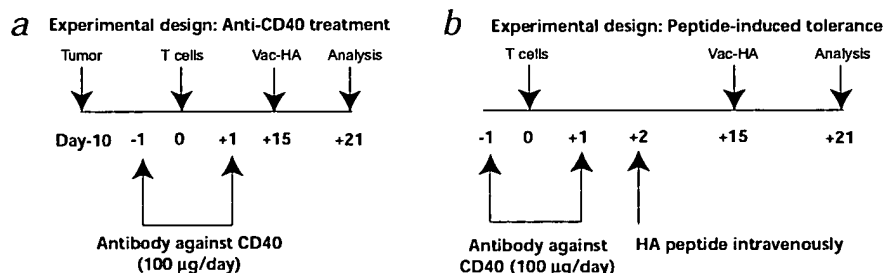 a Experimental design: Anti-CD40 treatment
Tumor T cells Vac-HA Analysis
Day-10 -1 0 +1 +15 +21
Antibody against CD40
(100 µg/day)
b Experimental design: Peptide-induced tolerance
T cells Vac-HA Analysis
-1 0 +1 +2 +15 +21
Antibody against CD40 (100 µg/day)
HA peptide intravenously